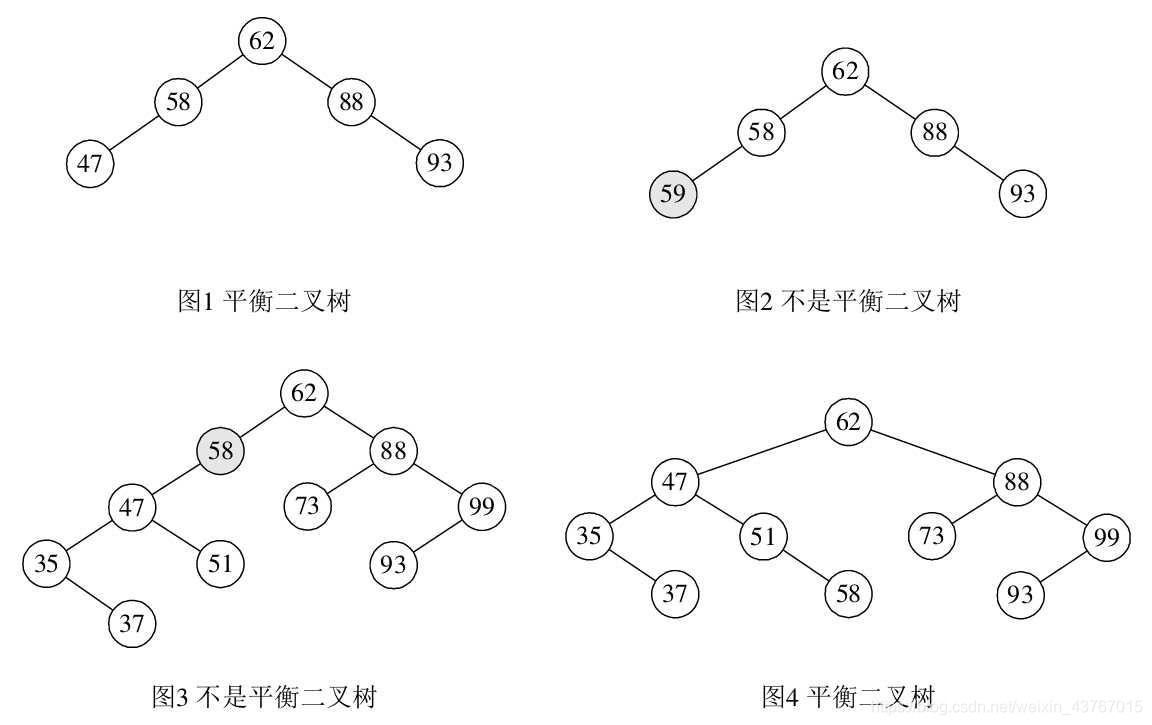 62
58 88
47 93
图1 平衡二叉树
62
58 88
59 93
图2 不是平衡二叉树
62
58 88
47 73 99
35 51 93
37
图3 不是平衡二叉树
62
47 88
35 51 73 99
37 58 93
图4 平衡二叉树
https://blog.csdn.net/weixin_43767015